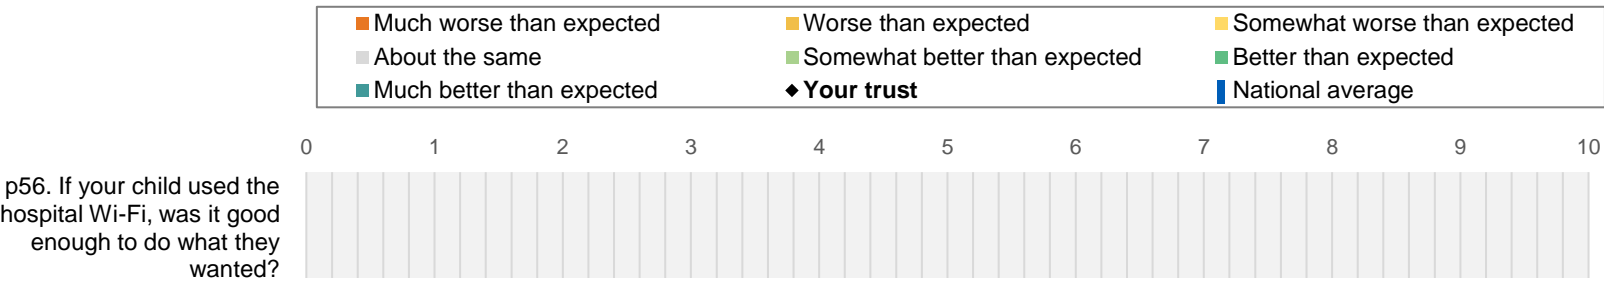 Much worse than expected Worse than expected Somewhat worse than expected
About the same Somewhat better than expected Better than expected
Much better than expected Your trust National average
0 1 2 3 4 5 6 7 8 9 10
p56. If your child used the
hospital Wi-Fi, was it good
enough to do what they
wanted?